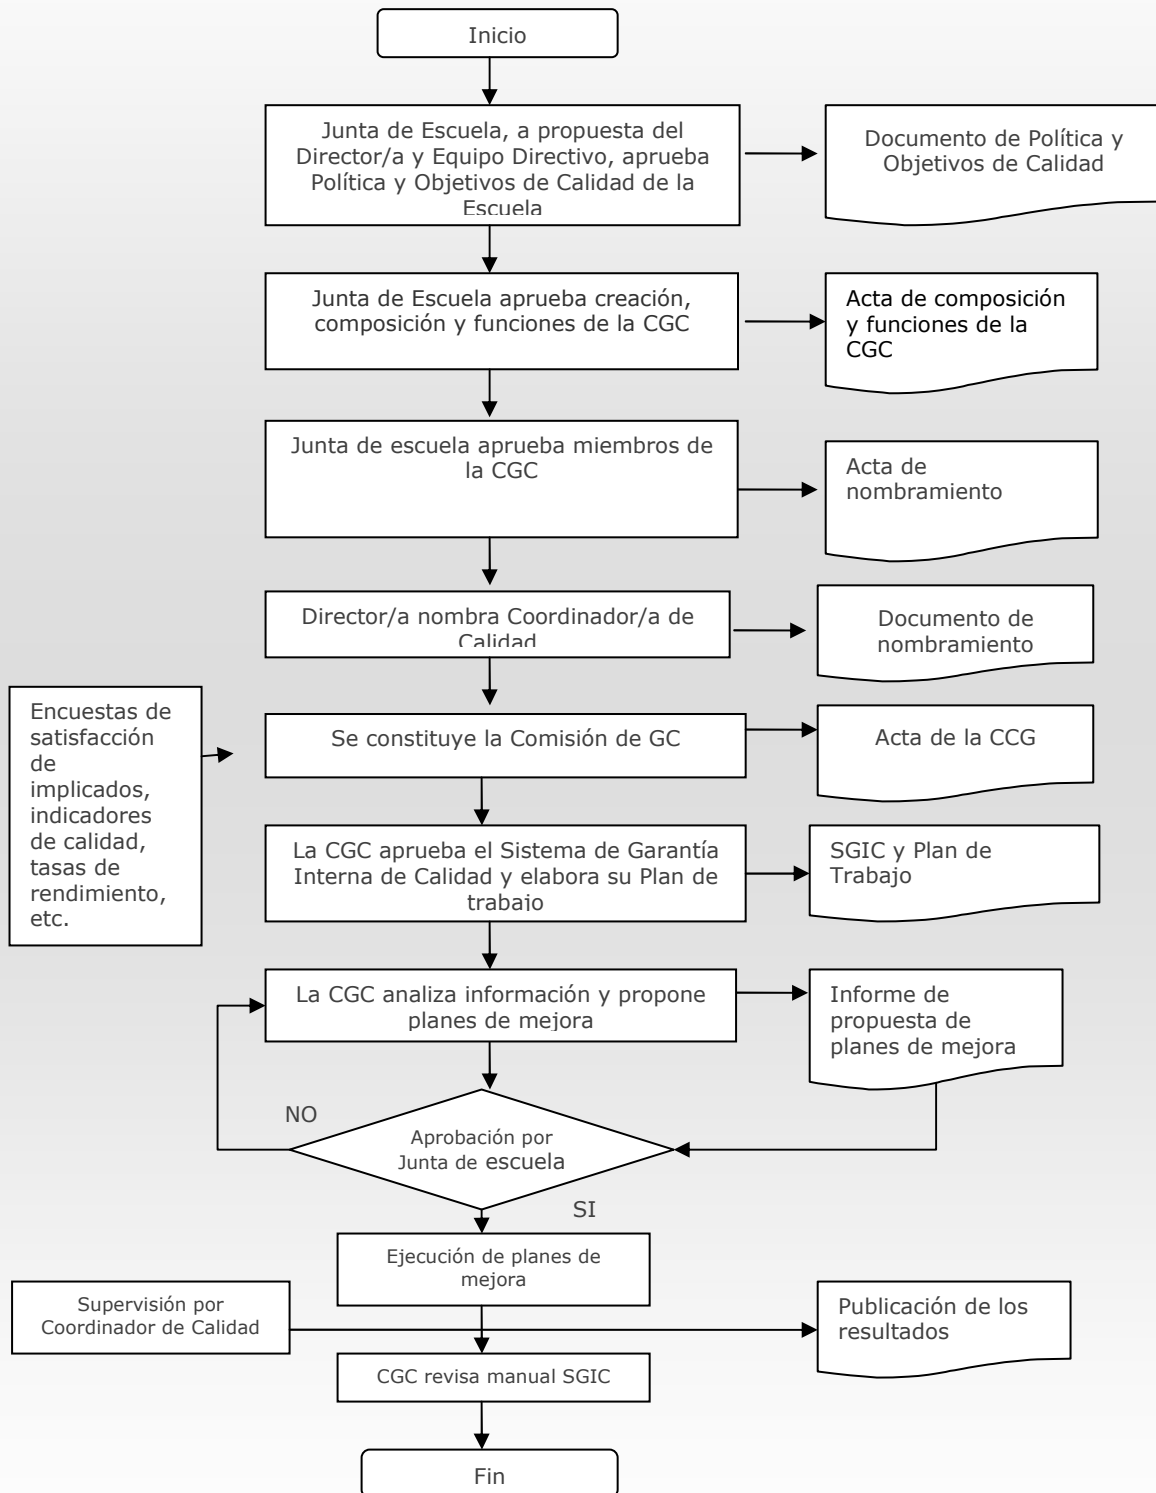 Inicio
Junta de Escuela, a propuesta del
Director/a y Equipo Directivo, aprueba
Política y Objetivos de Calidad de la
Escuela
Documento de Política y
Objetivos de Calidad
Junta de Escuela aprueba creación,
composición y funciones de la CGC
Acta de composición
y funciones de la
CGC
Junta de escuela aprueba miembros de
la CGC
Acta de
nombramiento
Director/a nombra Coordinador/a de
Calidad
Documento de
nombramiento
Encuestas de
satisfacción
de
implicados,
indicadores
de calidad,
tasas de
rendimiento,
etc.
Se constituye la Comisión de GC
Acta de la CCG
La CGC aprueba el Sistema de Garantía
Interna de Calidad y elabora su Plan de
trabajo
SGIC y Plan de
Trabajo
La CGC analiza información y propone
planes de mejora
Informe de
propuesta de
planes de mejora
NO
Aprobación por
Junta de escuela
SI
Ejecución de planes de
mejora
Supervisión por
Coordinador de Calidad
Publicación de los
resultados
CGC revisa manual SGIC
Fin